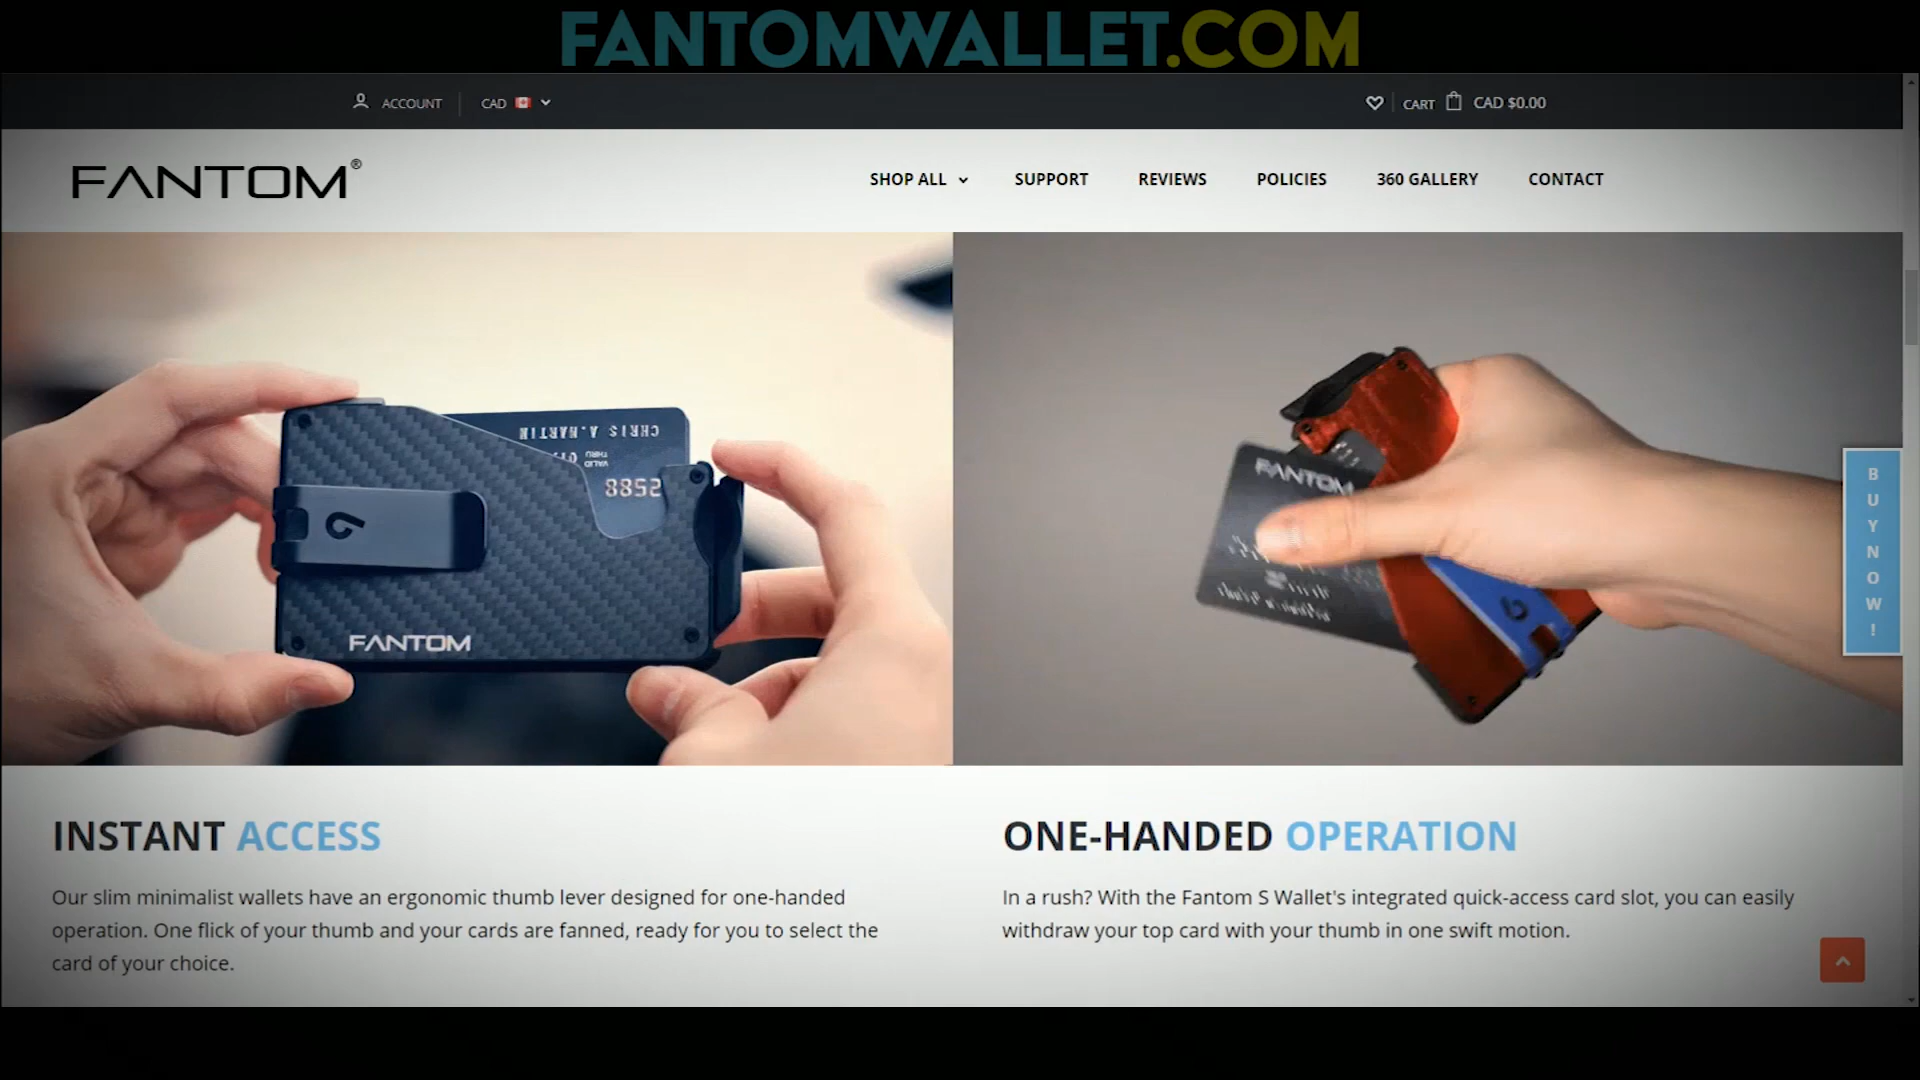 FANTOMWALLET.COM
ACCOUNT
CAD
CART
CAD $0.00
FANTOM®
SHOP ALL
SUPPORT
REVIEWS
POLICIES
360 GALLERY
CONTACT
CHRIS A.MARTIN
VALID
THRU
8852
FANTOM
FANTOM
BUY NOW!
INSTANT ACCESS
Our slim minimalist wallets have an ergonomic thumb lever designed for one-handed
operation. One flick of your thumb and your cards are fanned, ready for you to select the
card of your choice.
ONE-HANDED OPERATION
In a rush? With the Fantom S Wallet's integrated quick-access card slot, you can easily
withdraw your top card with your thumb in one swift motion.